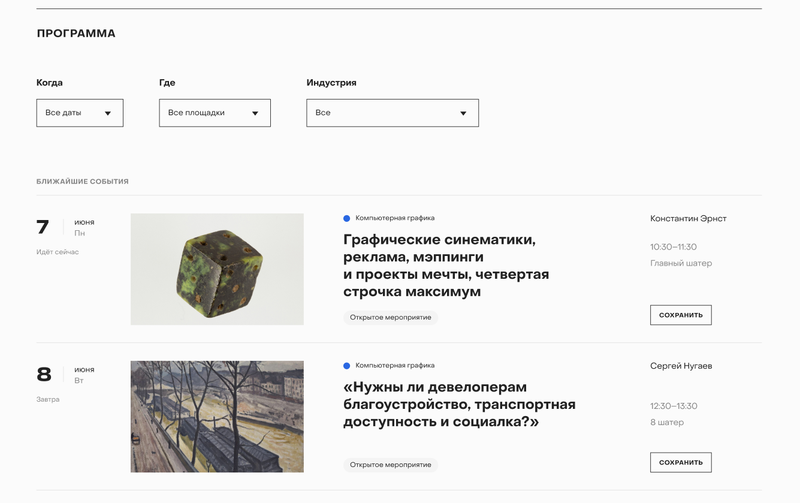 ПРОГРАММА
Когда
Где
Индустрия
Все даты
Все площадки
Все
БЛИЖАЙШИЕ СОБЫТИЯ
7
ИЮНЯ
Пн
Идёт сейчас
Компьютерная графика
Графические синематики,
реклама, мэппинги
и проекты мечты, четвертая
строчка максимум
Открытое мероприятие
Константин Эрнст
10:30–11:30
Главный шатер
СОХРАНИТЬ
8
ИЮНЯ
Вт
Завтра
Компьютерная графика
«Нужны ли девелоперам
благоустройство, транспортная
доступность и социалка?»
Открытое мероприятие
Сергей Нугаев
12:30–13:30
8 шатер
СОХРАНИТЬ